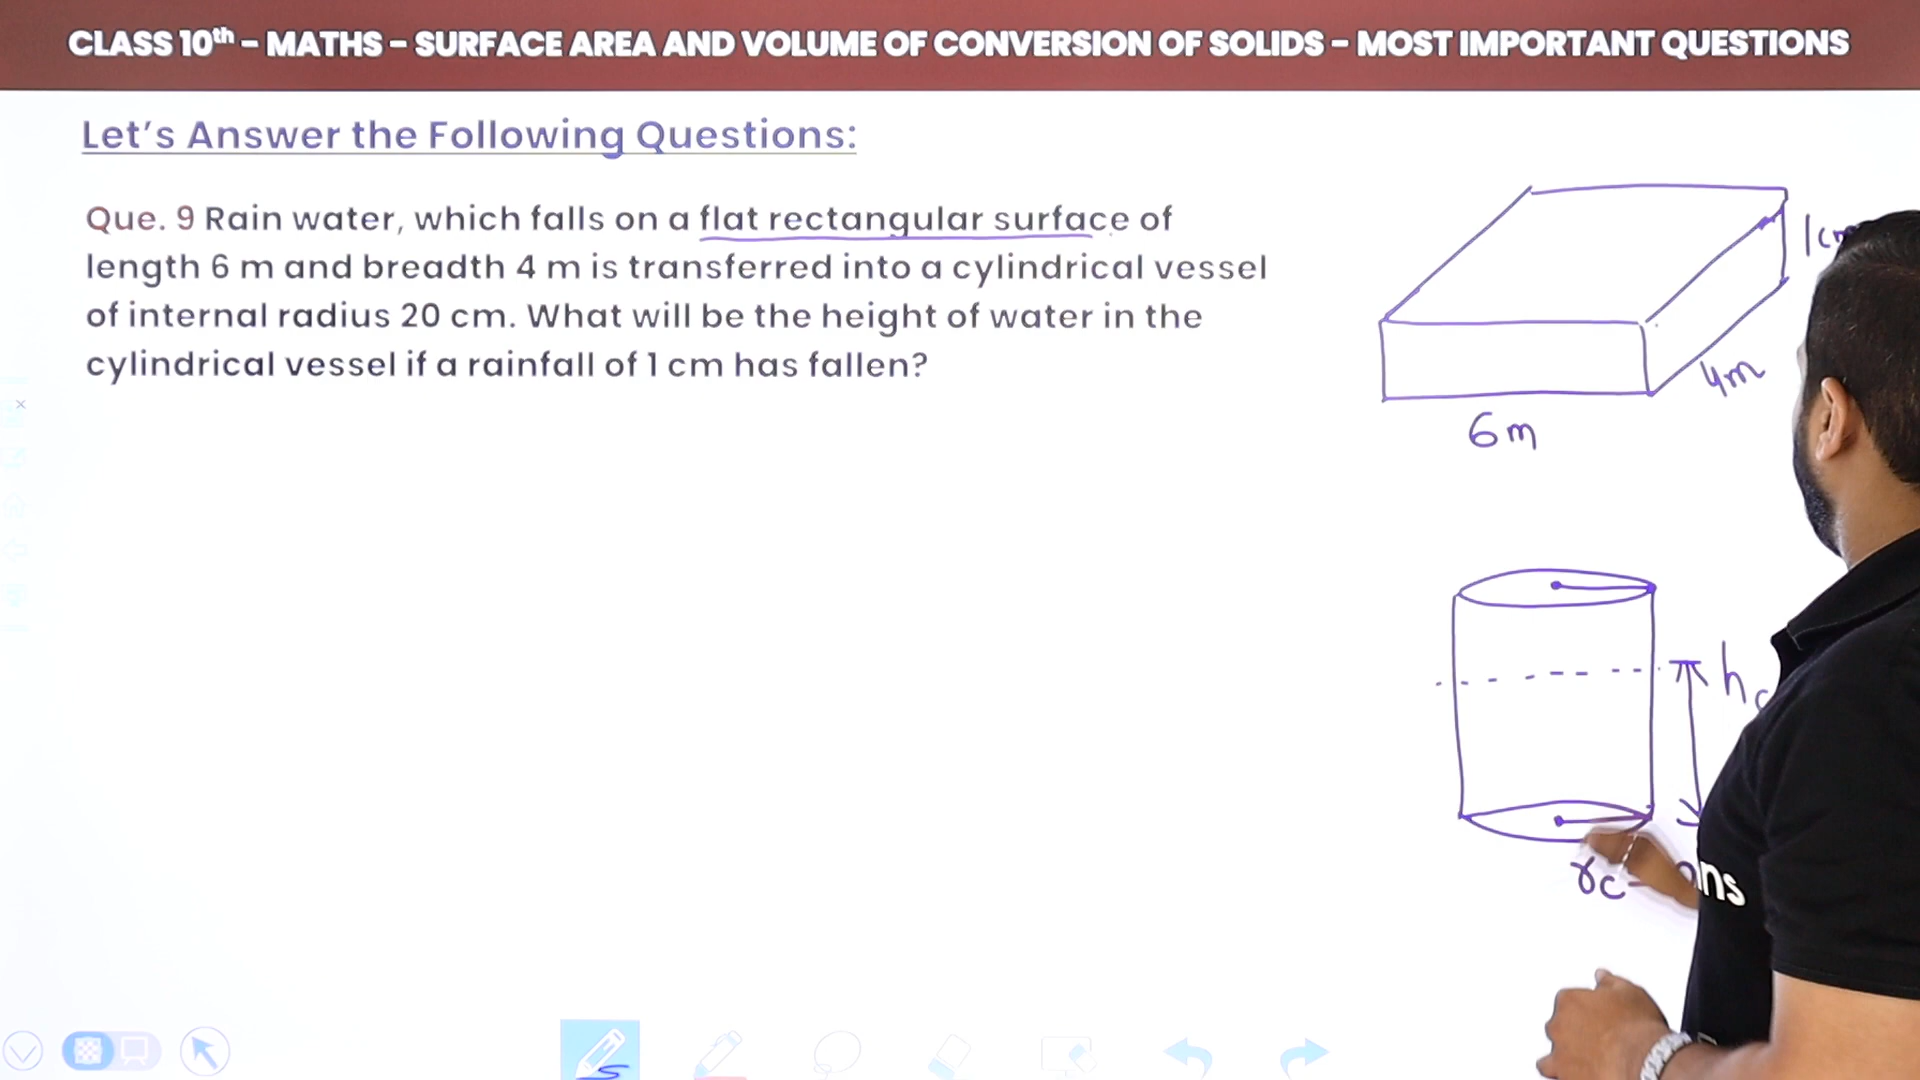 CLASS 10th – MATHS – SURFACE AREA AND VOLUME OF CONVERSION OF SOLIDS – MOST IMPORTANT QUESTIONS
Let's Answer the Following Questions:
Que. 9 Rain water, which falls on a flat rectangular surface of
length 6 m and breadth 4 m is transferred into a cylindrical vessel
of internal radius 20 cm. What will be the height of water in the
cylindrical vessel if a rainfall of 1 cm has fallen?
1cm
4m
6m
hc
rc
ns